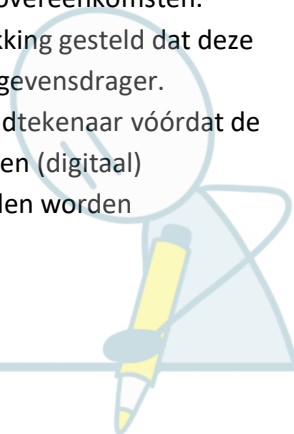 overeenkomsten.
kking gesteld dat deze
gevensdrager.
dtekenaar vóórdat de
en (digitaal)
den worden